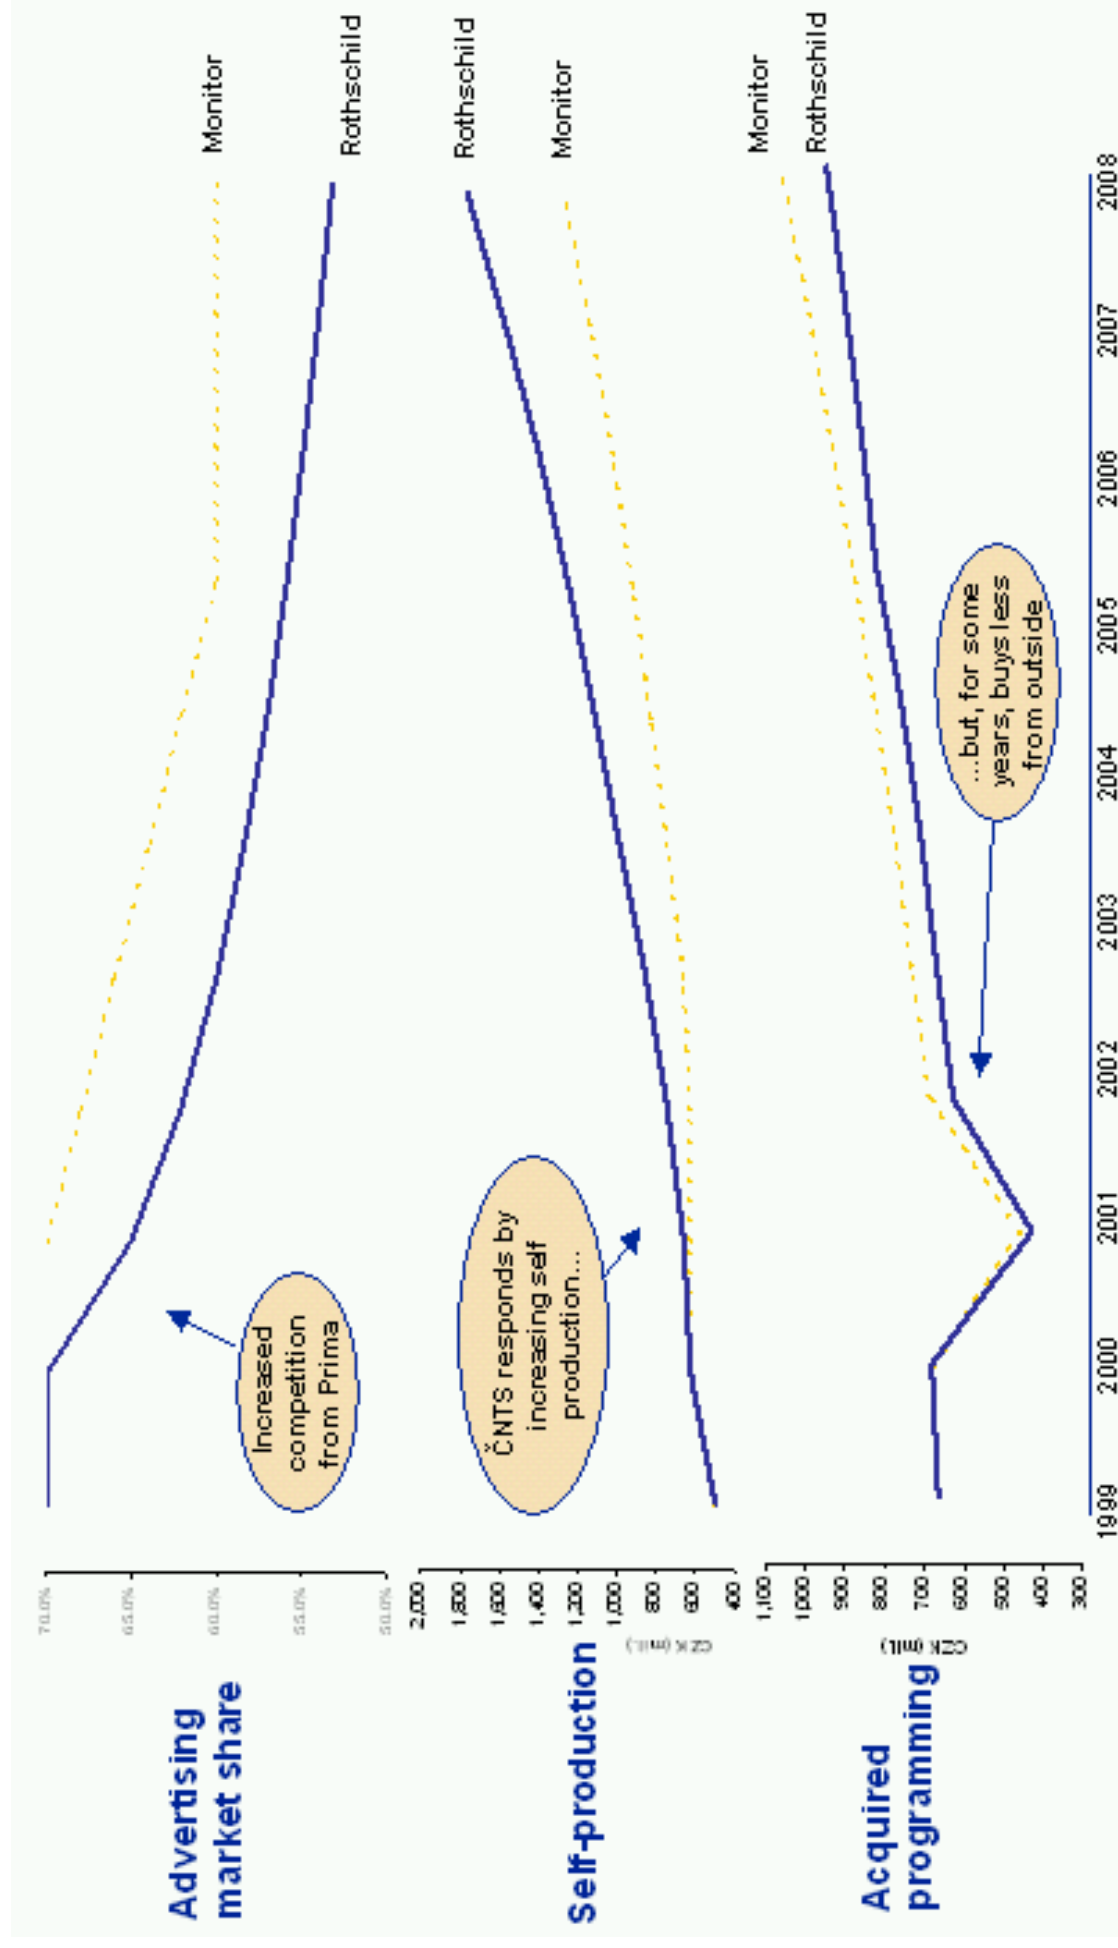 Advertising
market share
70.0%
65.0%
60.0%
55.0%
50.0%
Increased
competition
from Prima
Monitor
Rothschild
Self-production
2,000
1,800
1,600
1,400
1,200
1,000
800
600
400
CZK (mil.)
ČNTS responds by
increasing self
production...
Rothschild
Monitor
Acquired
programming
1,100
1,000
900
800
700
600
500
400
300
CZK (mil.)
...but, for some
years, buys less
from outside
Monitor
Rothschild
1999
2000
2001
2002
2003
2004
2005
2006
2007
2008